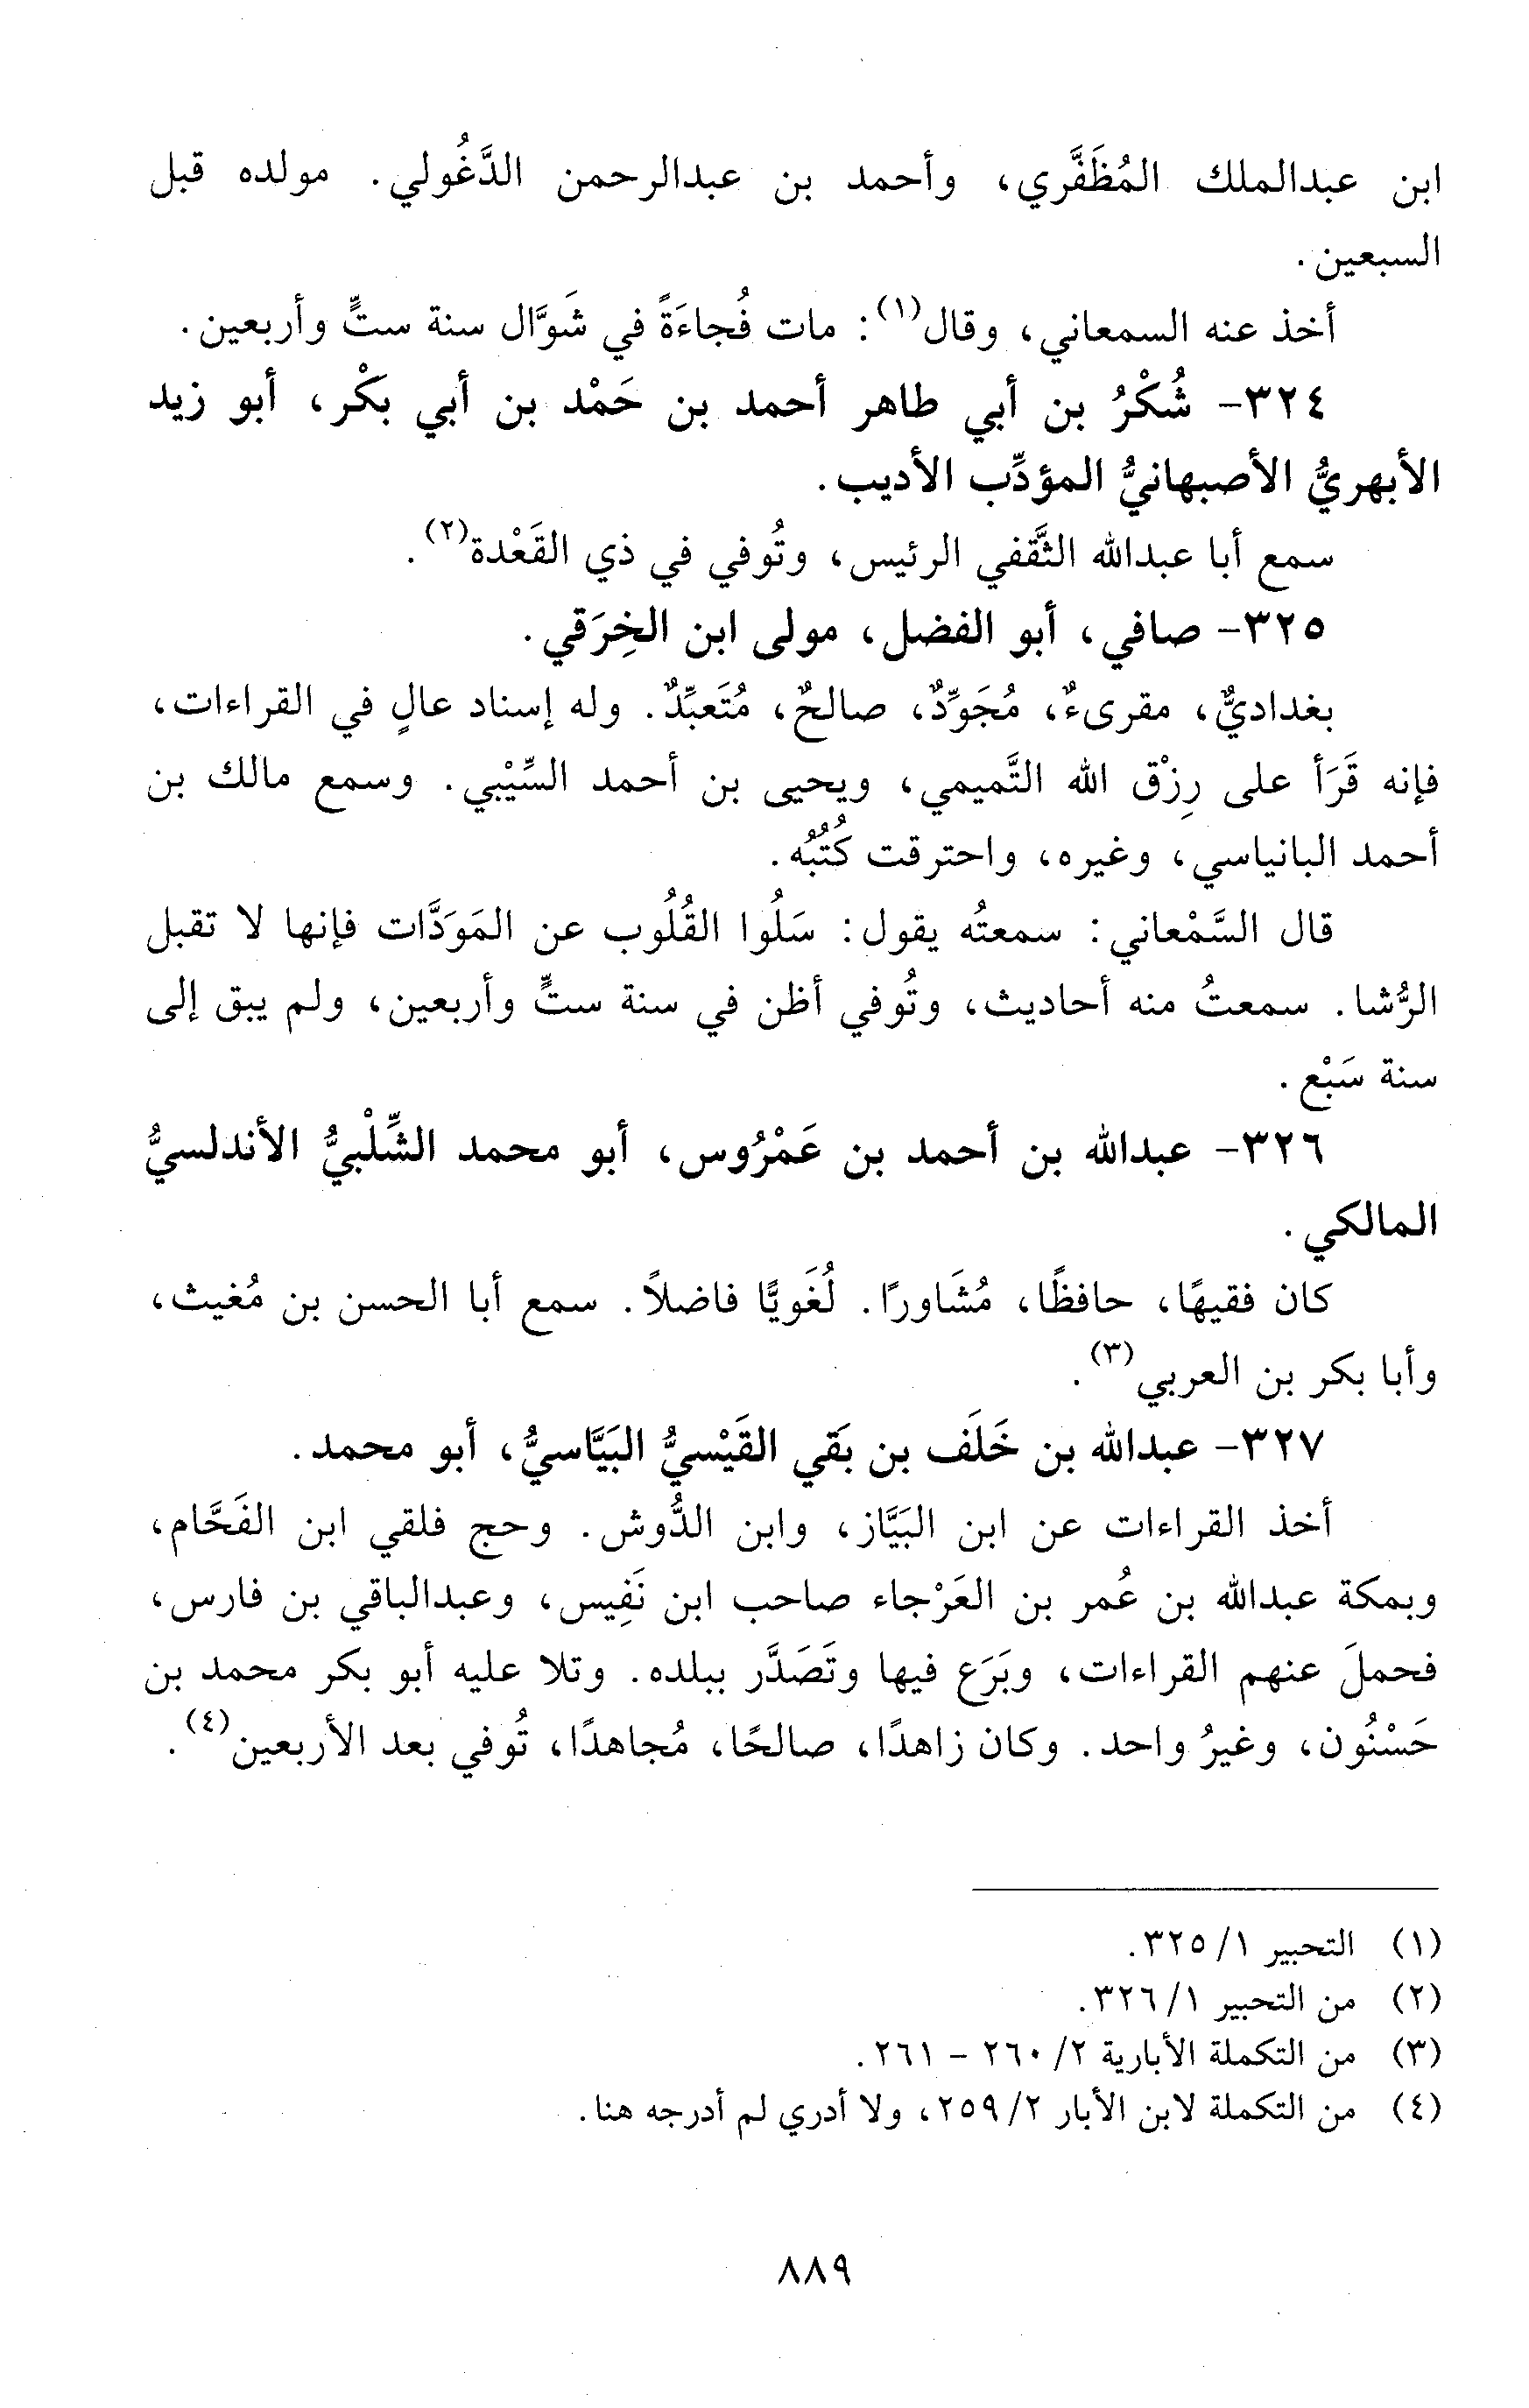 ابن عبدالملك المُظَفَّري، وأحمد بن عبدالرحمن الدَّغُولي. مولده قبل
السبعين.
أخذ عنه السمعاني، وقال(١): مات فُجاءَةً في شَوَّال سنة ستٍّ وأربعين.
٣٢٤- شُكْرُ بن أبي طاهر أحمد بن حَمْد بن أبي بكْر، أبو زيد
الأبهريُّ الأصبهانيُّ المؤدِّب الأديب.
سمع أبا عبدالله الثَّقفي الرئيس، وتُوفي في ذي القَعْدة(٢).
٣٢٥- صافي، أبو الفضل، مولى ابن الخِرَقي.
بغداديٌّ، مقرىءٌ، مُجَوِّدٌ، صالحٌ، مُتَعبِّدٌ. وله إسناد عالٍ في القراءات،
فإنه قَرَأ على رِزْق الله التَّميمي، ويحيى بن أحمد السِّيْبي. وسمع مالك بن
أحمد البانياسي، وغيره، واحترقت كُتُبُه.
قال السَّمْعاني: سمعتُه يقول: سَلُوا القُلُوب عن المَوَدَّات فإنها لا تقبل
الرُّشا. سمعتُ منه أحاديث، وتُوفي أظن في سنة ستٍّ وأربعين، ولم يبق إلى
سنة سَبْع.
٣٢٦- عبدالله بن أحمد بن عَمْرُوس، أبو محمد الشِّلْبيُّ الأندلسيُّ
المالكي.
كان فقيهًا، حافظًا، مُشَاورًا. لُغَويًّا فاضلاً. سمع أبا الحسن بن مُغيث،
وأبا بكر بن العربي(٣).
٣٢٧- عبدالله بن خَلَف بن بَقي القَيْسيُّ البَيَّاسيُّ، أبو محمد.
أخذ القراءات عن ابن البَيَّاز، وابن الدُّوش. وحج فلقي ابن الفَحَّام،
وبمكة عبدالله بن عُمر بن العَرْجاء صاحب ابن نَفِيس، وعبدالباقي بن فارس،
فحملَ عنهم القراءات، وبَرَع فيها وتَصَدَّر ببلده. وتلا عليه أبو بكر محمد بن
حَسْنُون، وغيرُ واحد. وكان زاهدًا، صالحًا، مُجاهدًا، تُوفي بعد الأربعين(٤).
(١) التحبير ١/ ٣٢٥.
(٢) من التحبير ١/ ٣٢٦.
(٣) من التكملة الأبارية ٢/ ٢٦٠ - ٢٦١.
(٤) من التكملة لابن الأبار ٢/ ٢٥٩، ولا أدري لم أدرجه هنا.
٨٨٩